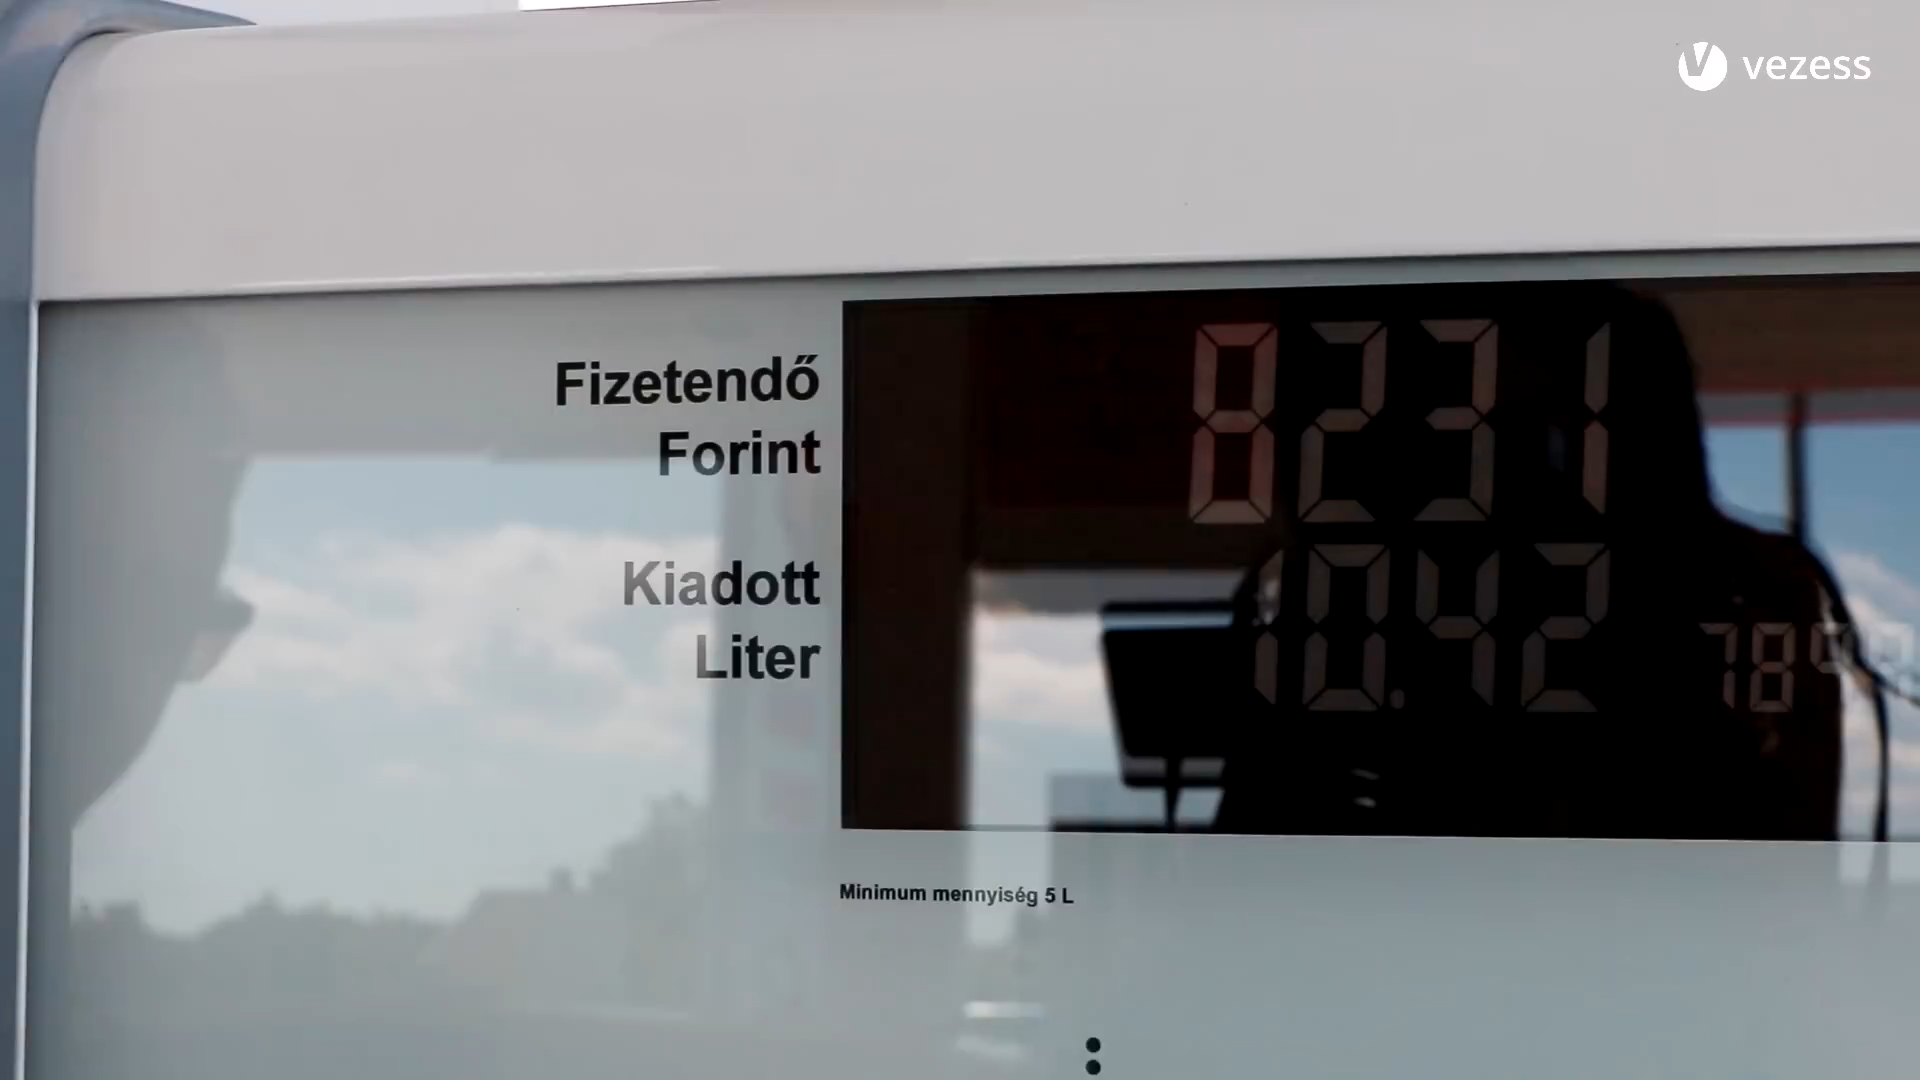 vezess
Fizetendő
Forint
8231
Kiadott
Liter
10.42
Minimum mennyiség 5 L